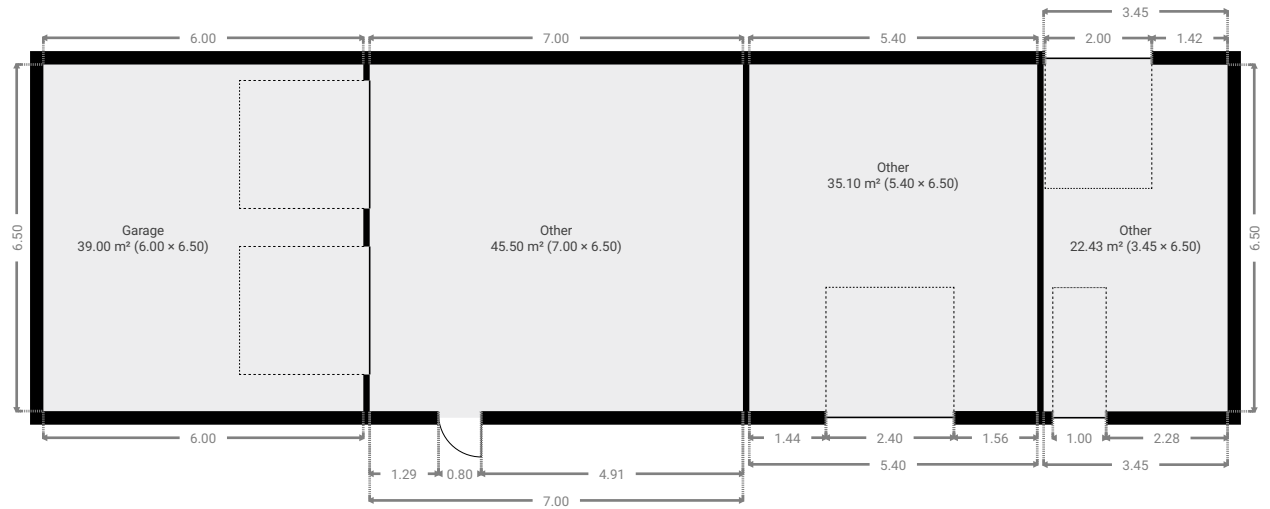 3.45
6.00
7.00
5.40
2.00
1.42
6.50
Garage
39.00 m² (6.00 × 6.50)
Other
45.50 m² (7.00 × 6.50)
Other
35.10 m² (5.40 × 6.50)
Other
22.43 m² (3.45 × 6.50)
6.50
6.00
1.44
2.40
1.56
1.00
2.28
5.40
3.45
1.29
0.80
4.91
7.00